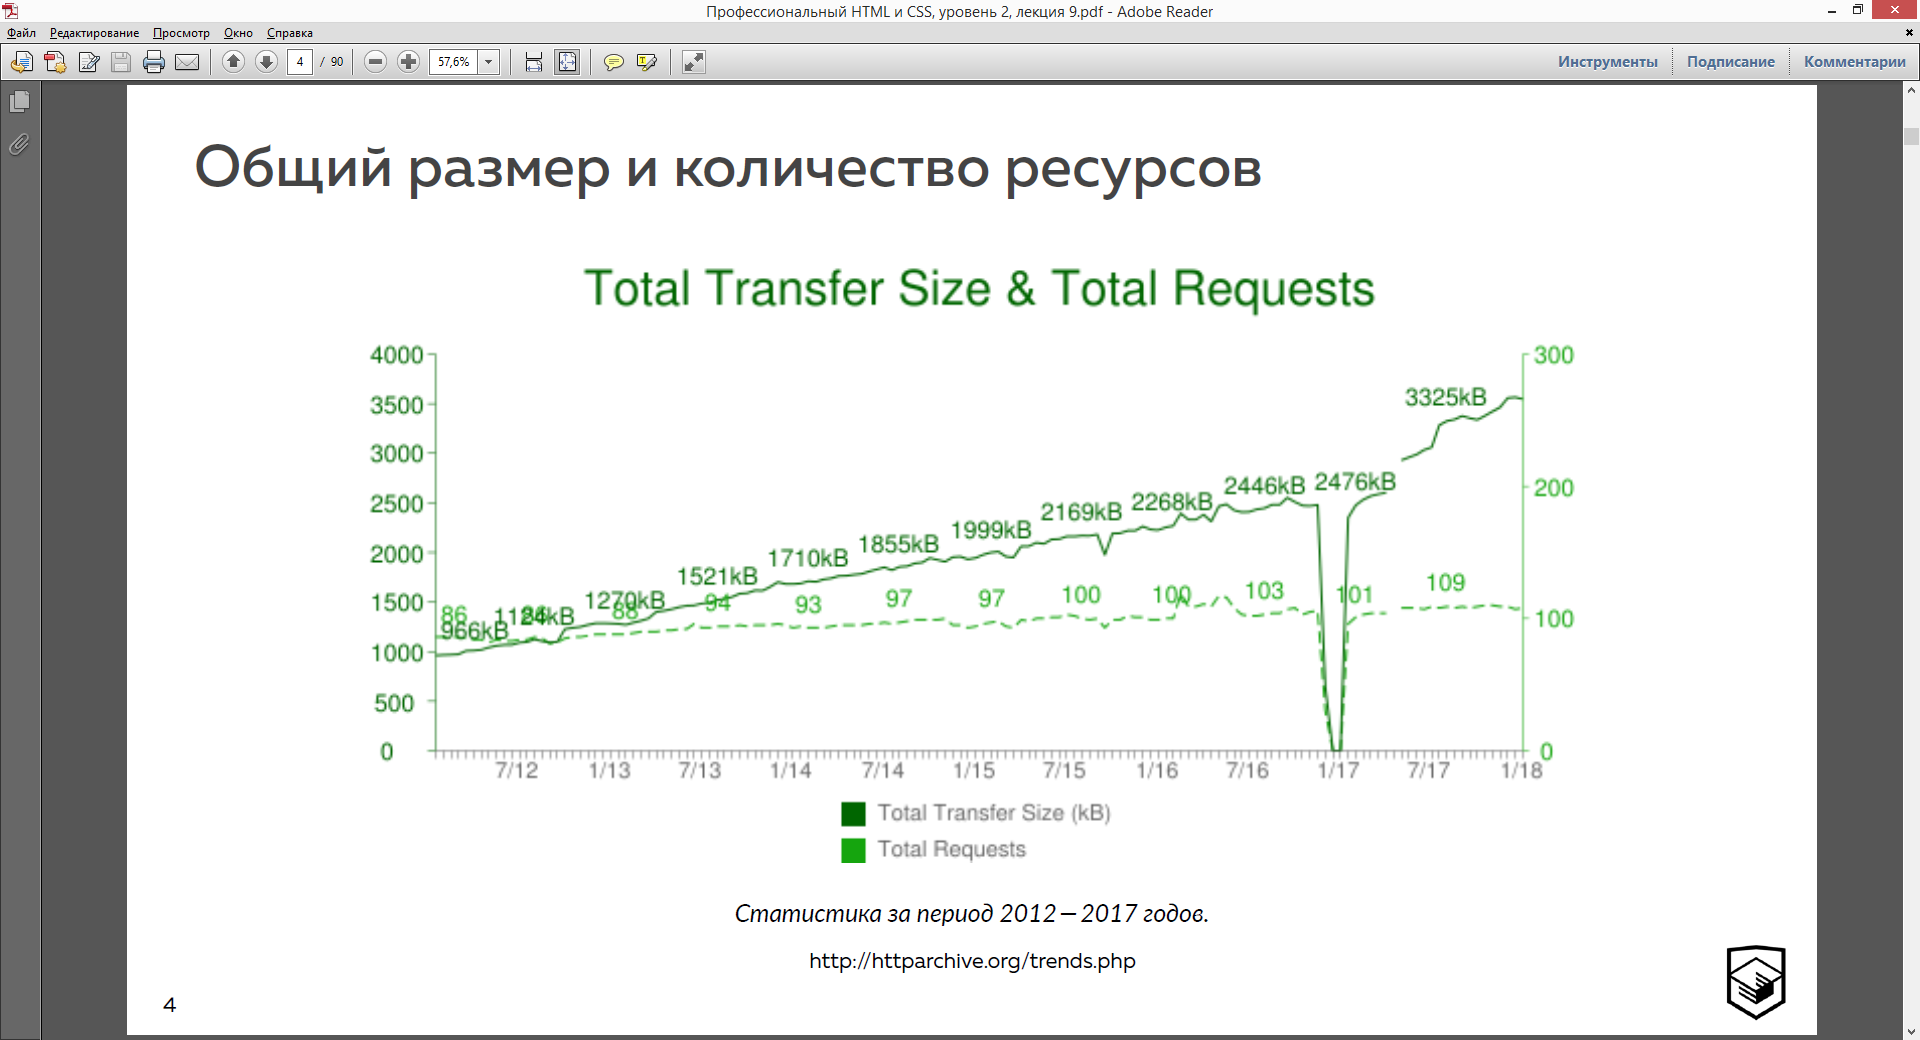 Профессиональный HTML и CSS, уровень 2, лекция 9.pdf - Adobe Reader
Файл Редактирование Просмотр Окно Справка
4 / 90 57,6% Инструменты Подписание Комментарии
Общий размер и количество ресурсов
Total Transfer Size & Total Requests
4000
3500
3000
2500
2000
1500
1000
500
0
966kB 1124kB 1270kB 1521kB 1710kB 1855kB 1999kB 2169kB 2268kB 2446kB 2476kB 3325kB
86 86 88 94 93 97 97 100 100 103 101 109
300
200
100
0
7/12 1/13 7/13 1/14 7/14 1/15 7/15 1/16 7/16 1/17 7/17 1/18
Total Transfer Size (kB)
Total Requests
Статистика за период 2012 — 2017 годов.
http://httparchive.org/trends.php
4